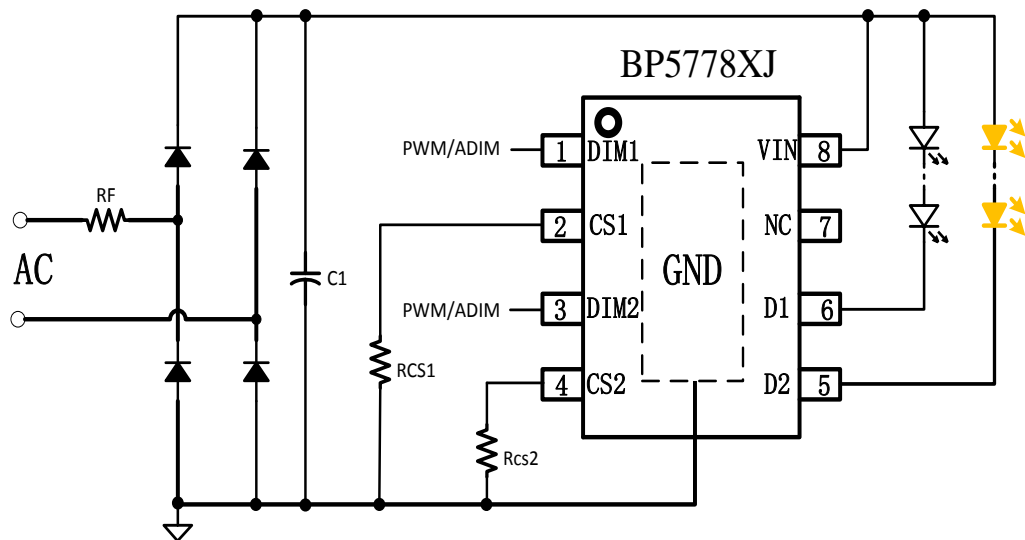 BP5778XJ
PWM/ADIM
1 DIM1
VIN 8
RF
2 CS1
NC 7
AC
GND
C1
PWM/ADIM
3 DIM2
D1 6
RCS1
4 CS2
D2 5
Rcs2